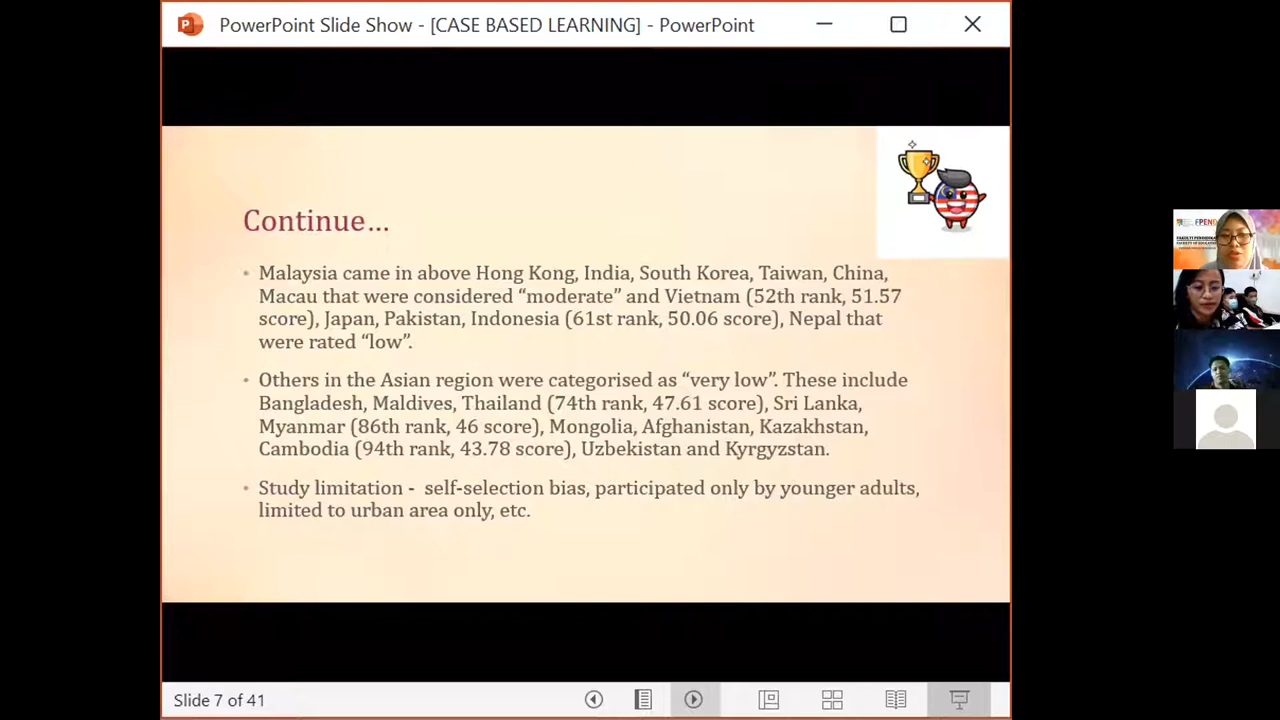 PowerPoint Slide Show - [CASE BASED LEARNING] - PowerPoint
Continue...
• Malaysia came in above Hong Kong, India, South Korea, Taiwan, China,
Macau that were considered “moderate” and Vietnam (52th rank, 51.57
score), Japan, Pakistan, Indonesia (61st rank, 50.06 score), Nepal that
were rated “low”.
• Others in the Asian region were categorised as “very low”. These include
Bangladesh, Maldives, Thailand (74th rank, 47.61 score), Sri Lanka,
Myanmar (86th rank, 46 score), Mongolia, Afghanistan, Kazakhstan,
Cambodia (94th rank, 43.78 score), Uzbekistan and Kyrgyzstan.
• Study limitation - self-selection bias, participated only by younger adults,
limited to urban area only, etc.
Slide 7 of 41